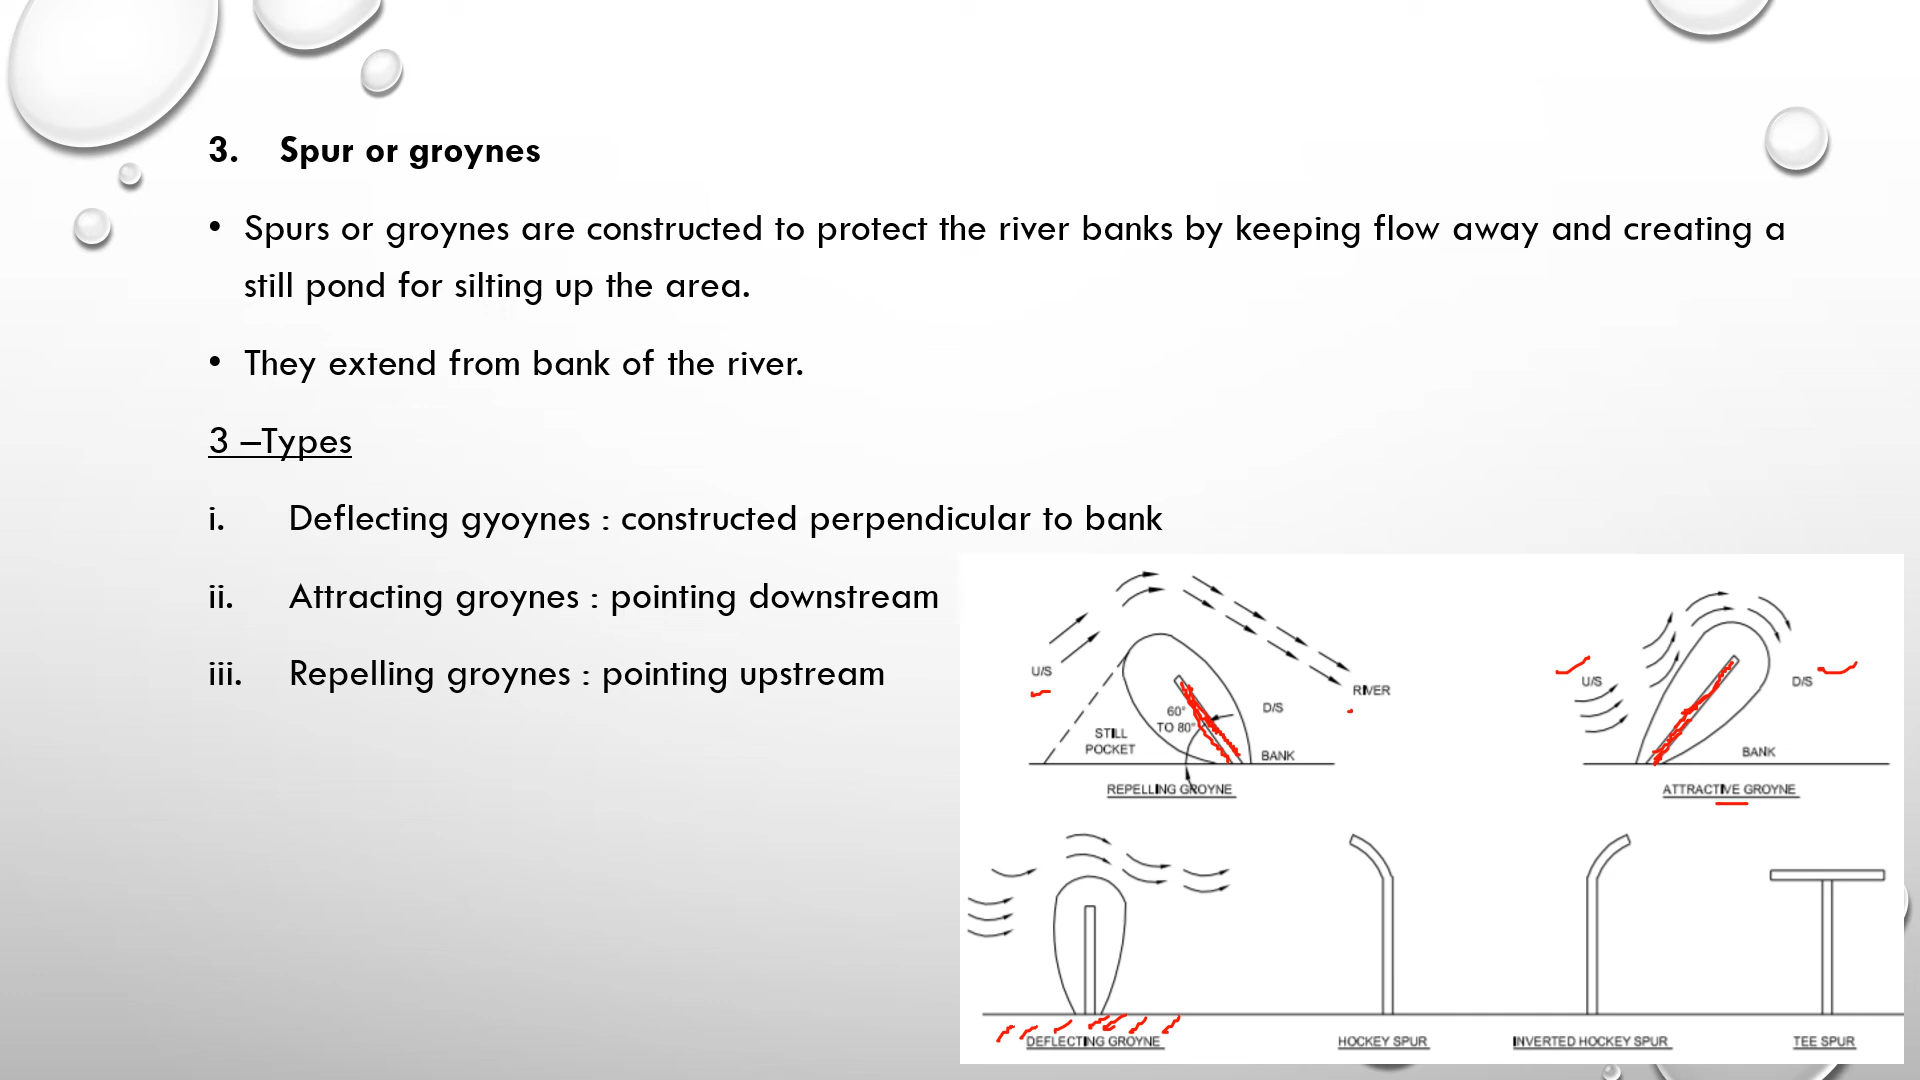 3. Spur or groynes
• Spurs or groynes are constructed to protect the river banks by keeping flow away and creating a
still pond for silting up the area.
• They extend from bank of the river.
3 –Types
i. Deflecting gyoynes : constructed perpendicular to bank
ii. Attracting groynes : pointing downstream
iii. Repelling groynes : pointing upstream
U/S
RIVER
60°
TO 80°
D/S
STILL
POCKET
BANK
REPELLING GROYNE
U/S
D/S
BANK
ATTRACTIVE GROYNE
DEFLECTING GROYNE
HOCKEY SPUR
INVERTED HOCKEY SPUR
TEE SPUR